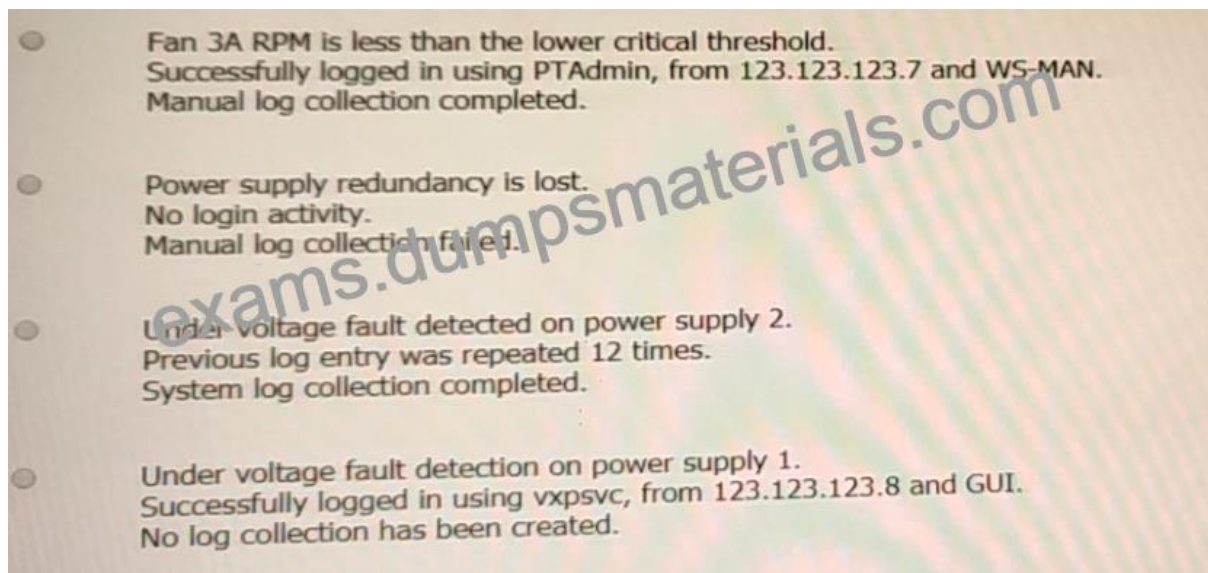 Fan 3A RPM is less than the lower critical threshold.
Successfully logged in using PTAdmin, from 123.123.123.7 and WS-MAN.
Manual log collection completed.
Power supply redundancy is lost.
No login activity.
Manual log collection failed.
exams.dumpsmaterials.com
Under voltage fault detected on power supply 2.
Previous log entry was repeated 12 times.
System log collection completed.
Under voltage fault detection on power supply 1.
Successfully logged in using vxpsvc, from 123.123.123.8 and GUI.
No log collection has been created.